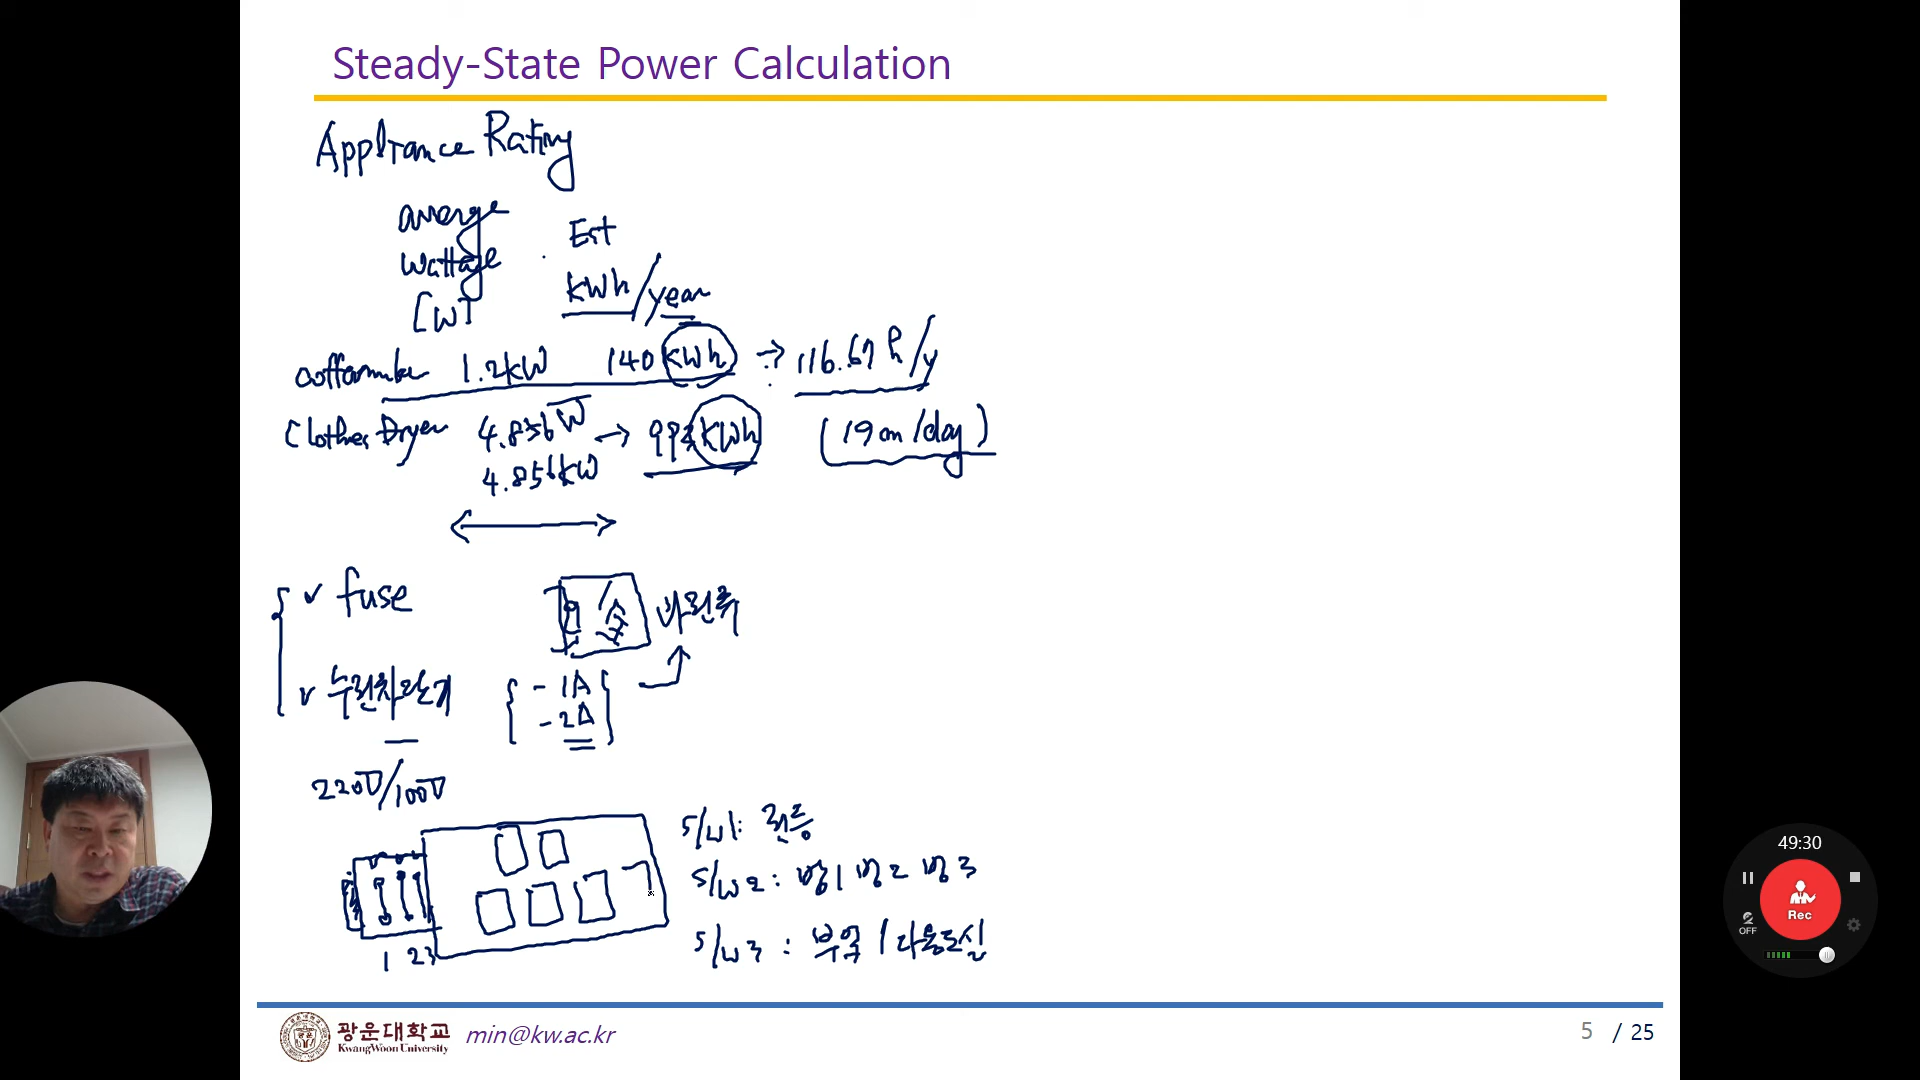 Steady-State Power Calculation
ApplIance Rating
average
wattage
[W]
Est
kWh/year
1.2kW 140 kWh → 116.67 h/y
Clothes Dryer 4.856W → 993 kWh (19 m/day)
4.856kW
✓ fuse
✓ 누전차단기
- 1A
- 2A
220V/100V
S/W1: 전등
S/W2: 방1 방2 방3
S/W3: 부엌/다용도실
1 2 3
광운대학교
KwangWoon University
min@kw.ac.kr
5 / 25
49:30
Rec
OFF